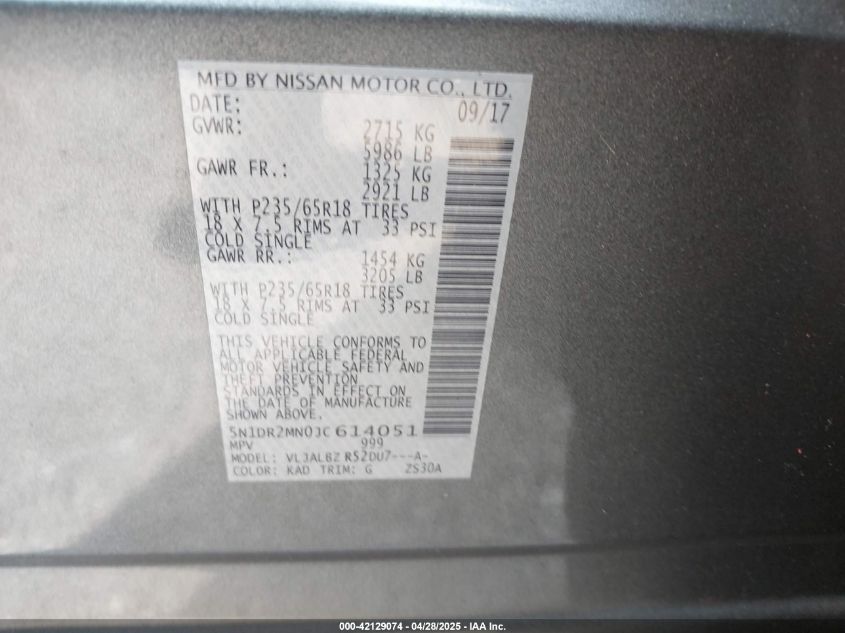 MFD BY NISSAN MOTOR CO., LTD.
DATE: 09/17
GVWR: 2715 KG
5986 LB
GAWR FR.: 1325 KG
2921 LB
WITH P235/65R18 TIRES
18 X 7.5 RIMS AT 33 PSI
COLD SINGLE
GAWR RR.: 1454 KG
3205 LB
WITH P235/65R18 TIRES
18 X 7.5 RIMS AT 33 PSI
COLD SINGLE
THIS VEHICLE CONFORMS TO
ALL APPLICABLE FEDERAL
MOTOR VEHICLE SAFETY AND
THEFT PREVENTION
STANDARDS IN EFFECT ON
THE DATE OF MANUFACTURE
SHOWN ABOVE.
5N1DR2MN0JC614051
MPV 999
MODEL: VLJALBZ R52DU7---A-
COLOR: KAD TRIM: G ZS30A
000-42129074 - 04/28/2025 - IAA Inc.